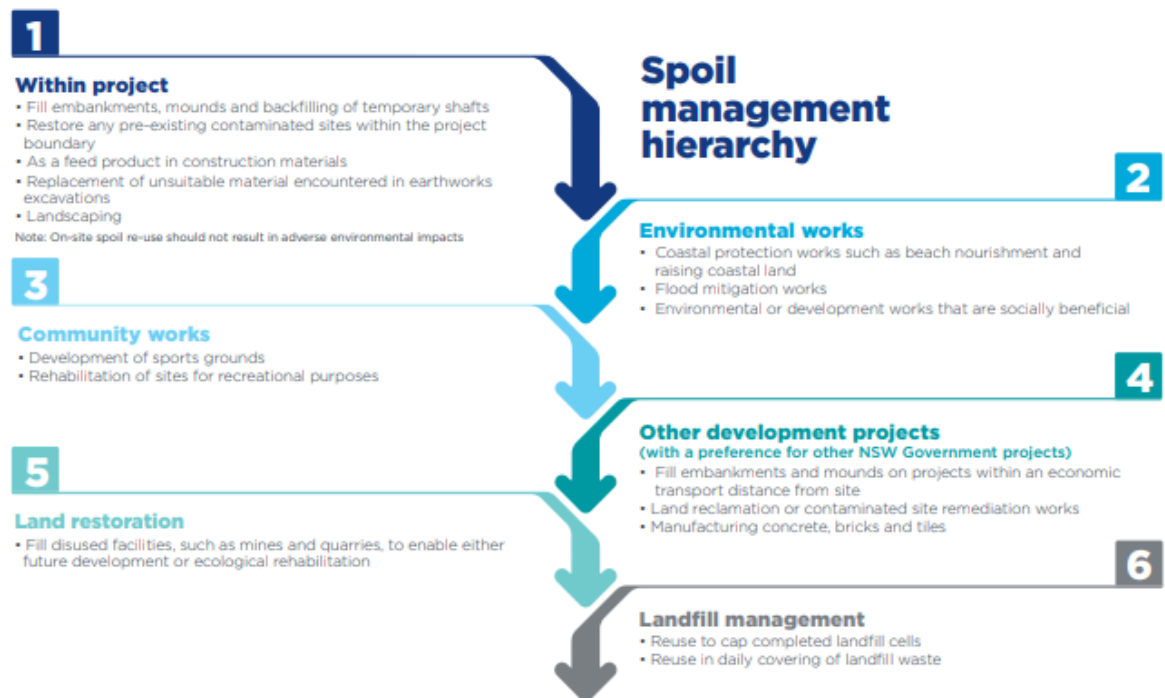 1
Within project
• Fill embankments, mounds and backfilling of temporary shafts
• Restore any pre-existing contaminated sites within the project
boundary
• As a feed product in construction materials
• Replacement of unsuitable material encountered in earthworks
excavations
• Landscaping
Note: On-site spoil re-use should not result in adverse environmental impacts
Spoil
management
hierarchy
2
Environmental works
• Coastal protection works such as beach nourishment and
raising coastal land
• Flood mitigation works
• Environmental or development works that are socially beneficial
3
Community works
• Development of sports grounds
• Rehabilitation of sites for recreational purposes
4
Other development projects
(with a preference for other NSW Government projects)
• Fill embankments and mounds on projects within an economic
transport distance from site
• Land reclamation or contaminated site remediation works
• Manufacturing concrete, bricks and tiles
5
Land restoration
• Fill disused facilities, such as mines and quarries, to enable either
future development or ecological rehabilitation
6
Landfill management
• Reuse to cap completed landfill cells
• Reuse in daily covering of landfill waste